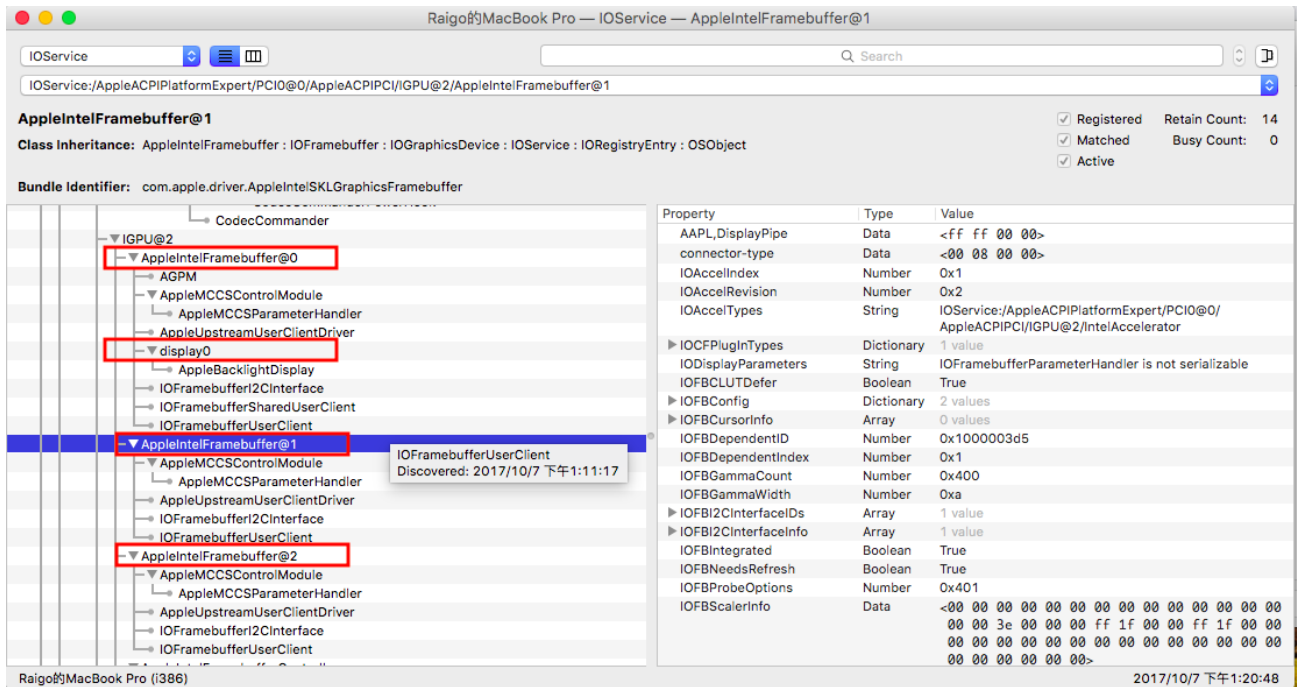 Raigo的MacBook Pro — IOService — AppleIntelFramebuffer@1
IOService
Search
IOService:/AppleACPIPlatformExpert/PCI0@0/AppleACPIPCI/IGPU@2/AppleIntelFramebuffer@1
AppleIntelFramebuffer@1
Registered Retain Count: 14
Class Inheritance: AppleIntelFramebuffer : IOFramebuffer : IOGraphicsDevice : IOService : IORegistryEntry : OSObject
Matched Busy Count: 0
Active
Bundle Identifier: com.apple.driver.AppleIntelSKLGraphicsFramebuffer
CodecCommander
IGPU@2
AppleIntelFramebuffer@0
AGPM
AppleMCCSControlModule
AppleMCCSParameterHandler
AppleUpstreamUserClientDriver
display0
AppleBacklightDisplay
IOFramebufferI2CInterface
IOFramebufferSharedUserClient
IOFramebufferUserClient
AppleIntelFramebuffer@1
AppleMCCSControlModule
AppleMCCSParameterHandler
AppleUpstreamUserClientDriver
IOFramebufferI2CInterface
IOFramebufferUserClient
AppleIntelFramebuffer@2
AppleMCCSControlModule
AppleMCCSParameterHandler
AppleUpstreamUserClientDriver
IOFramebufferI2CInterface
IOFramebufferUserClient
IOFramebufferUserClient
Discovered: 2017/10/7 下午1:11:17
Property Type Value
AAPL,DisplayPipe Data <ff ff 00 00>
connector-type Data <00 08 00 00>
IOAccelIndex Number 0x1
IOAccelRevision Number 0x2
IOAccelTypes String IOService:/AppleACPIPlatformExpert/PCI0@0/
AppleACPIPCI/IGPU@2/IntelAccelerator
IOCFPlugInTypes Dictionary 1 value
IODisplayParameters String IOFramebufferParameterHandler is not serializable
IOFBCLUTDefer Boolean True
IOFBConfig Dictionary 2 values
IOFBCursorInfo Array 0 values
IOFBDependentID Number 0x1000003d5
IOFBDependentIndex Number 0x1
IOFBGammaCount Number 0x400
IOFBGammaWidth Number 0xa
IOFBI2CInterfaceIDs Array 1 value
IOFBI2CInterfaceInfo Array 1 value
IOFBIntegrated Boolean True
IOFBNeedsRefresh Boolean True
IOFBProbeOptions Number 0x401
IOFBScalerInfo Data <00 00 00 00 00 00 00 00 00 00 00 00 00 00
00 00 3e 00 00 00 ff 1f 00 00 ff 1f 00 00
00 00 00 00 00 00 00 00 00 00 00 00 00 00
00 00 00 00 00 00>
Raigo的MacBook Pro (i386)
2017/10/7 下午1:20:48